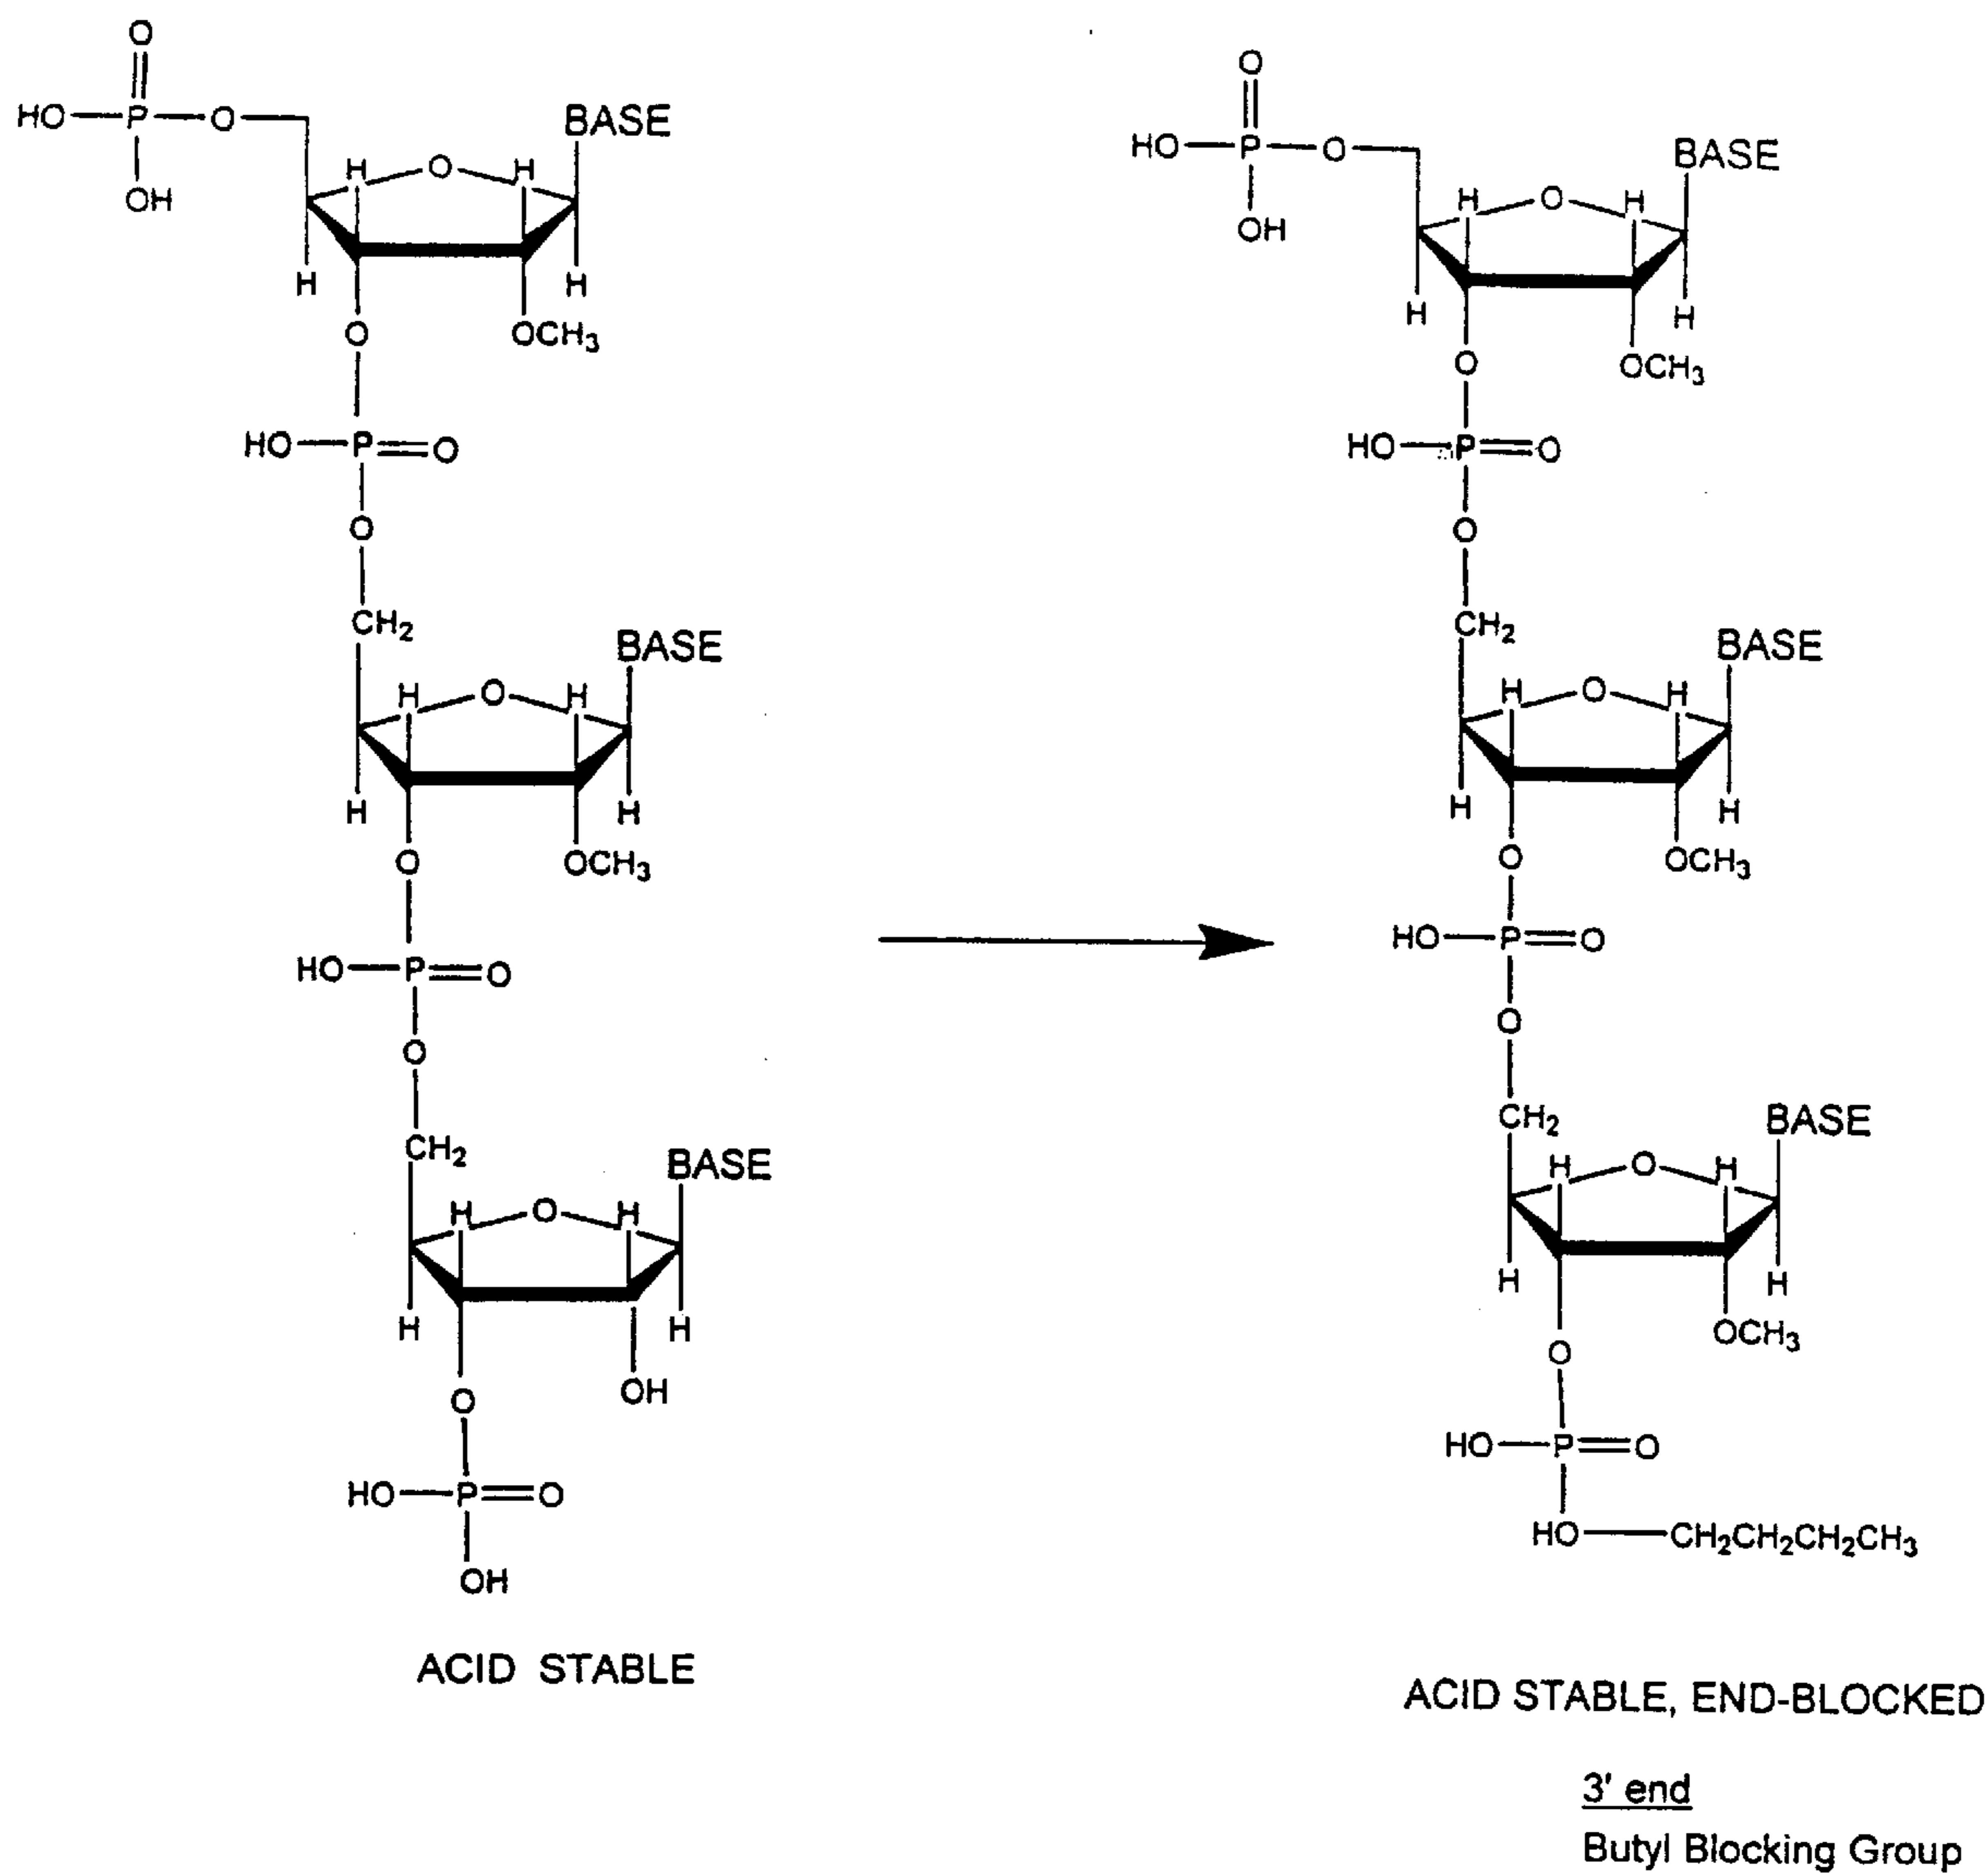 O
HO P O BASE
OH H O H
H H
O OCH₃
HO P O
O
CH₂
BASE
H O H
H H
O OCH₃
HO P O
O
CH₂
BASE
H O H
H H
O OH
HO P O
OH
ACID STABLE
O
HO P O BASE
OH H O H
H H
O OCH₃
HO P O
O
CH₂
BASE
H O H
H H
O OCH₃
HO P O
O
CH₂
BASE
H O H
H H
O OCH₃
HO P O
HO CH₂CH₂CH₂CH₃
ACID STABLE, END-BLOCKED
3' end
Butyl Blocking Group